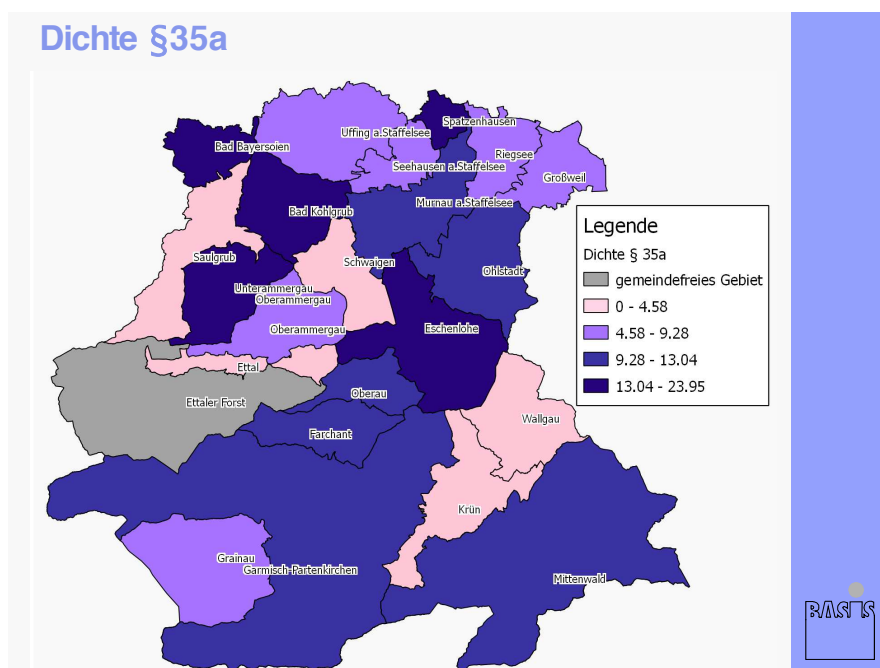 Dichte §35a
Spatzenhausen
Uffing a.Staffelsee
Bad Bayersoien
Riegsee
Seehausen a.Staffelsee
Großweil
Murnau a.Staffelsee
Bad Kohlgrub
Saulgrub
Schwaigen
Ohlstadt
Unterammergau
Oberammergau
Oberammergau
Eschenlohe
Ettal
Oberau
Ettaler Forst
Wallgau
Farchant
Krün
Grainau
Garmisch-Partenkirchen
Mittenwald
Legende
Dichte § 35a
gemeindefreies Gebiet
0 - 4.58
4.58 - 9.28
9.28 - 13.04
13.04 - 23.95
BASIS